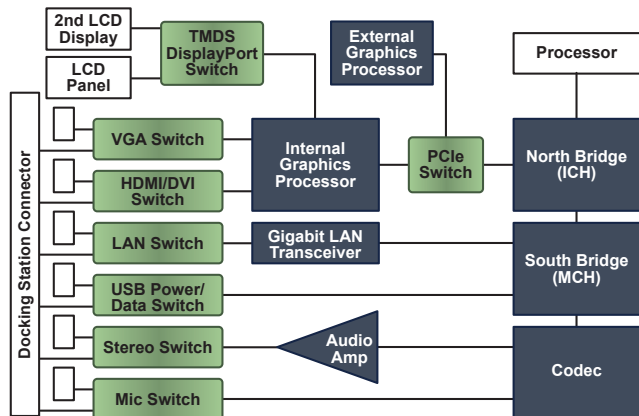 2nd LCD
Display
LCD
Panel
TMDS
DisplayPort
Switch
External
Graphics
Processor
Processor
Docking Station Connector
VGA Switch
HDMI/DVI
Switch
Internal
Graphics
Processor
PCIe
Switch
North Bridge
(ICH)
LAN Switch
Gigabit LAN
Transceiver
South Bridge
(MCH)
USB Power/
Data Switch
Stereo Switch
Audio
Amp
Codec
Mic Switch